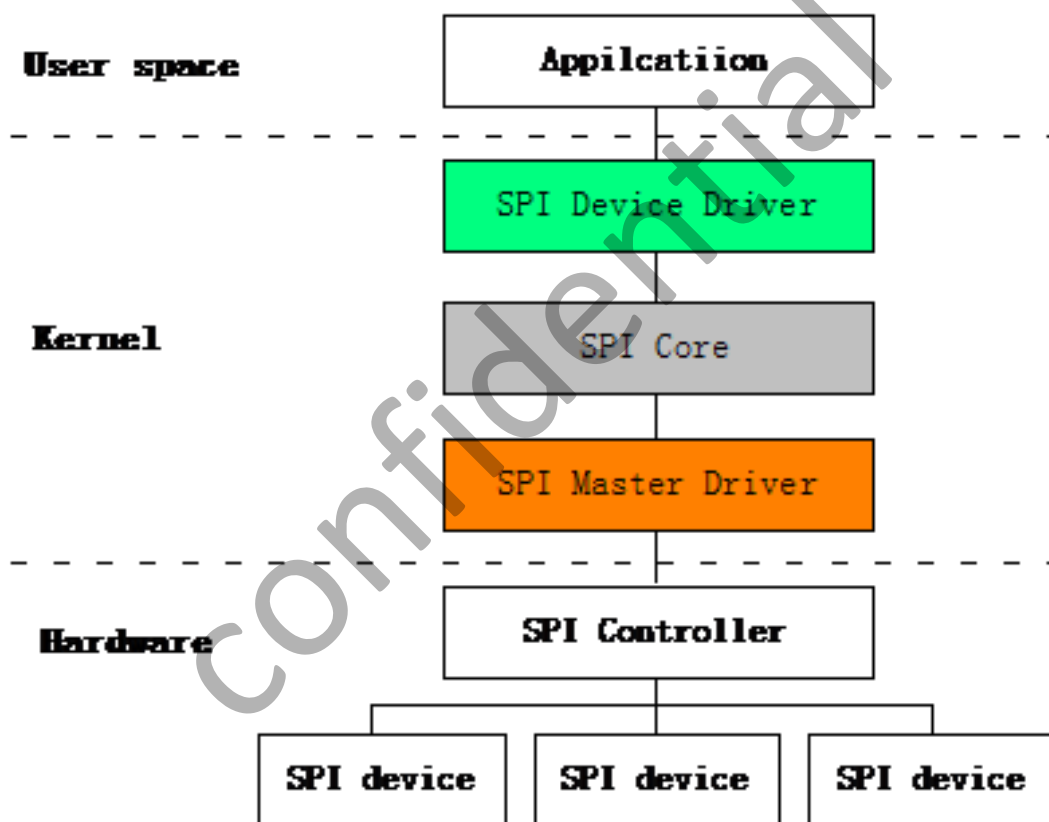 User space
Appilcatiion
SPI Device Driver
Kernel
SPI Core
SPI Master Driver
Hardware
SPI Controller
SPI device
SPI device
SPI device
confidential